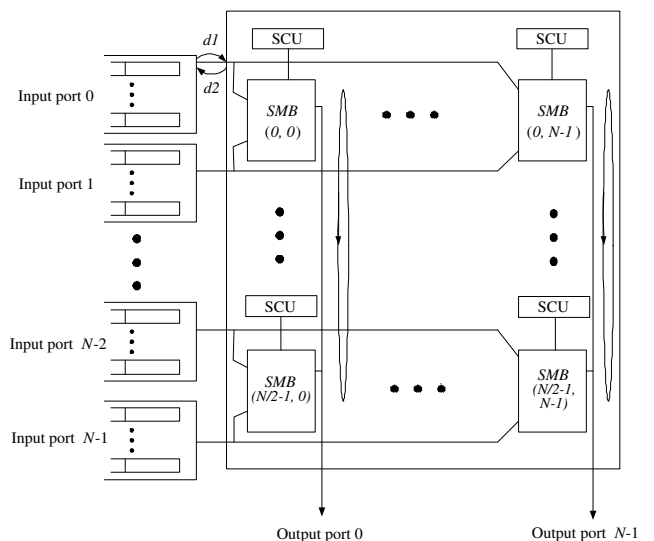 d1
SCU
SCU
d2
Input port 0
SMB
(0, 0)
SMB
(0, N-1)
Input port 1
SCU
SCU
Input port N-2
SMB
(N/2-1, 0)
SMB
(N/2-1,
N-1)
Input port N-1
Output port 0
Output port N-1